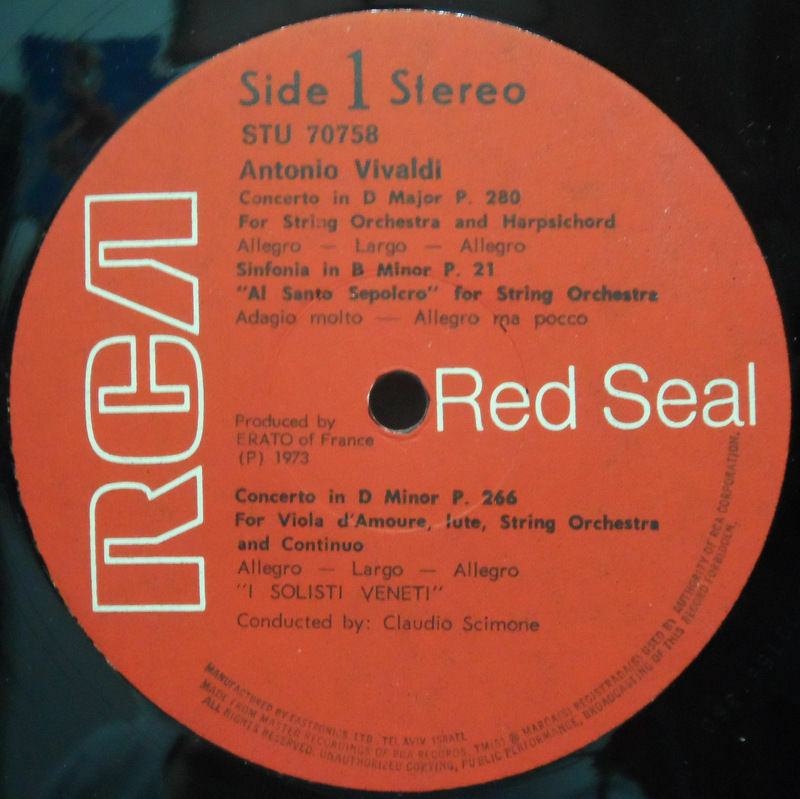 Side 1 Stereo
STU 70758
Antonio Vivaldi
Concerto in D Major P. 280
For String Orchestra and Harpsichord
Allegro — Largo — Allegro
Sinfonia in B Minor P. 21
"Al Santo Sepolcro" for String Orchestra
Adagio molto — Allegro ma pocco
RCA
Red Seal
Produced by
ERATO of France
(P) 1973
Concerto in D Minor P. 266
For Viola d'Amoure, lute, String Orchestra
and Continuo
Allegro — Largo — Allegro
"I SOLISTI VENETI"
Conducted by: Claudio Scimone
MANUFACTURED BY EASTRONICS LTD. TEL AVIV ISRAEL
MADE FROM MASTER RECORDINGS OF RCA RECORDS. TM(S) ® MARCA(S) REGISTRADA(S) USED BY AUTHORITY OF RCA CORPORATION.
ALL RIGHTS RESERVED. UNAUTHORIZED COPYING, PUBLIC PERFORMANCE, BROADCASTING OF THIS RECORD FORBIDDEN.